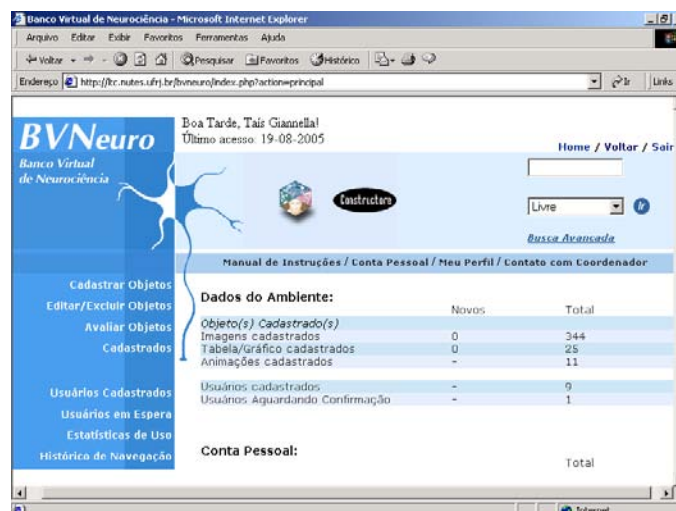 Banco Virtual de Neurociência - Microsoft Internet Explorer
Arquivo Editar Exibir Favoritos Ferramentas Ajuda
Voltar Pesquisar Favoritos Histórico
Endereço http://ltc.nutes.ufrj.br/bvneuro/index.php?action=principal Ir Links
BVNeuro
Banco Virtual
de Neurociência
Boa Tarde, Taís Giannella!
Último acesso: 19-08-2005
Home / Voltar / Sair
Constructore
Livre Ir
Busca Avançada
Manual de Instruções / Conta Pessoal / Meu Perfil / Contato com Coordenador
Cadastrar Objetos
Editar/Excluir Objetos
Avaliar Objetos
Cadastrados
Usuários Cadastrados
Usuários em Espera
Estatísticas de Uso
Histórico de Navegação
Dados do Ambiente:
Novos Total
Objeto(s) Cadastrado(s)
Imagens cadastrados 0 344
Tabela/Gráfico cadastrados 0 25
Animações cadastrados - 11
Usuários cadastrados - 9
Usuários Aguardando Confirmação - 1
Conta Pessoal:
Total
Internet